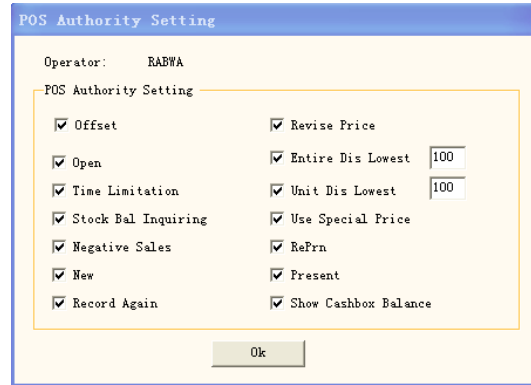 POS Authority Setting
Operator: RABWA
POS Authority Setting
Offset Revise Price
Open Entire Dis Lowest 100
Time Limitation Unit Dis Lowest 100
Stock Bal Inquiring Use Special Price
Negative Sales RePrn
New Present
Record Again Show Cashbox Balance
Ok